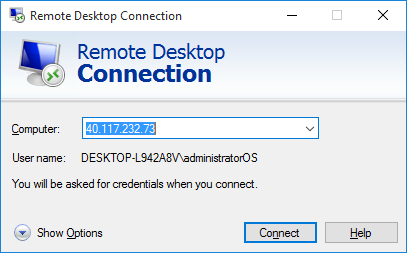 Remote Desktop Connection
Remote Desktop
Connection
Computer:
40.117.232.73
User name: DESKTOP-L942A8V\administratorOS
You will be asked for credentials when you connect.
Show Options
Connect
Help